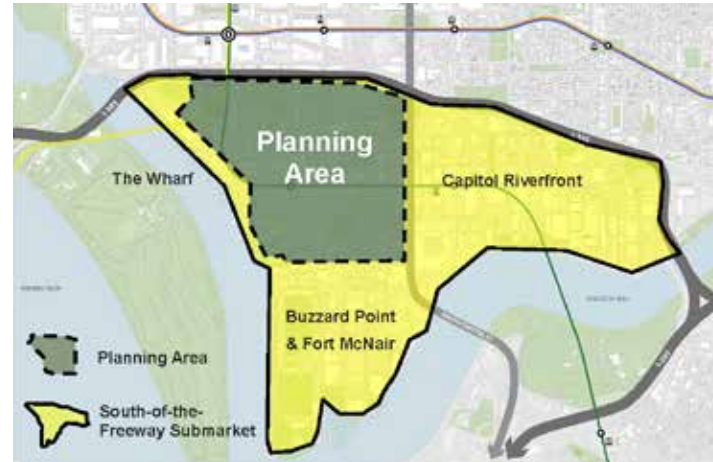 Planning
Area
The Wharf
Capitol Riverfront
Buzzard Point
& Fort McNair
Planning Area
South-of-the-
Freeway Submarket